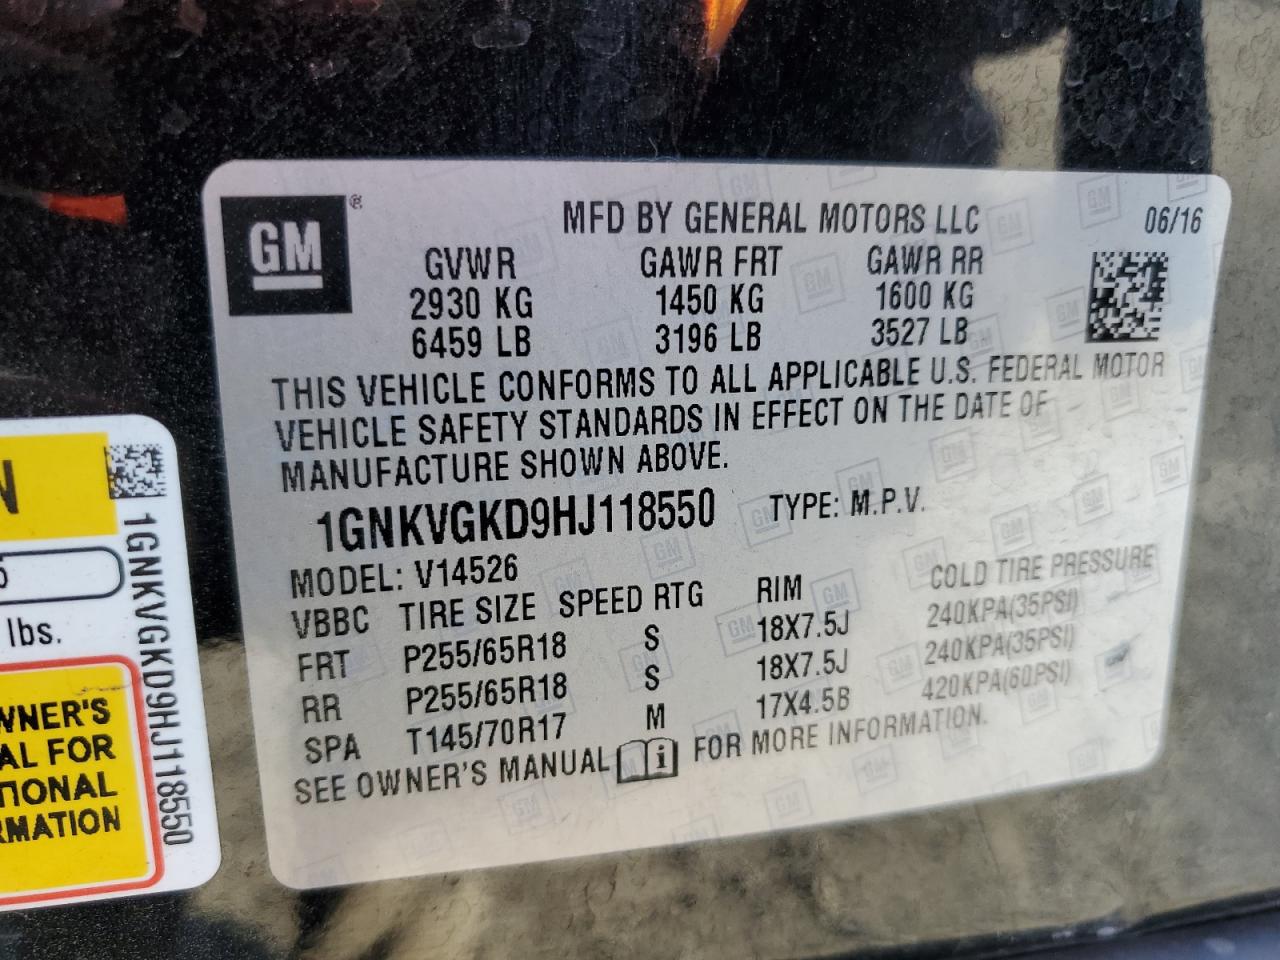 GM®
MFD BY GENERAL MOTORS LLC 06/16
GVWR GAWR FRT GAWR RR
2930 KG 1450 KG 1600 KG
6459 LB 3196 LB 3527 LB
THIS VEHICLE CONFORMS TO ALL APPLICABLE U.S. FEDERAL MOTOR
VEHICLE SAFETY STANDARDS IN EFFECT ON THE DATE OF
MANUFACTURE SHOWN ABOVE.
1GNKVGKD9HJ118550 TYPE: M.P.V.
MODEL: V14526
VBBC TIRE SIZE SPEED RTG RIM COLD TIRE PRESSURE
FRT P255/65R18 S 18X7.5J 240KPA(35PSI)
RR P255/65R18 S 18X7.5J 240KPA(35PSI)
SPA T145/70R17 M 17X4.5B 420KPA(60PSI)
SEE OWNER'S MANUAL i FOR MORE INFORMATION.
N
5
lbs.
WNER'S
AL FOR
TIONAL
RMATION
1GNKVGKD9HJ118550